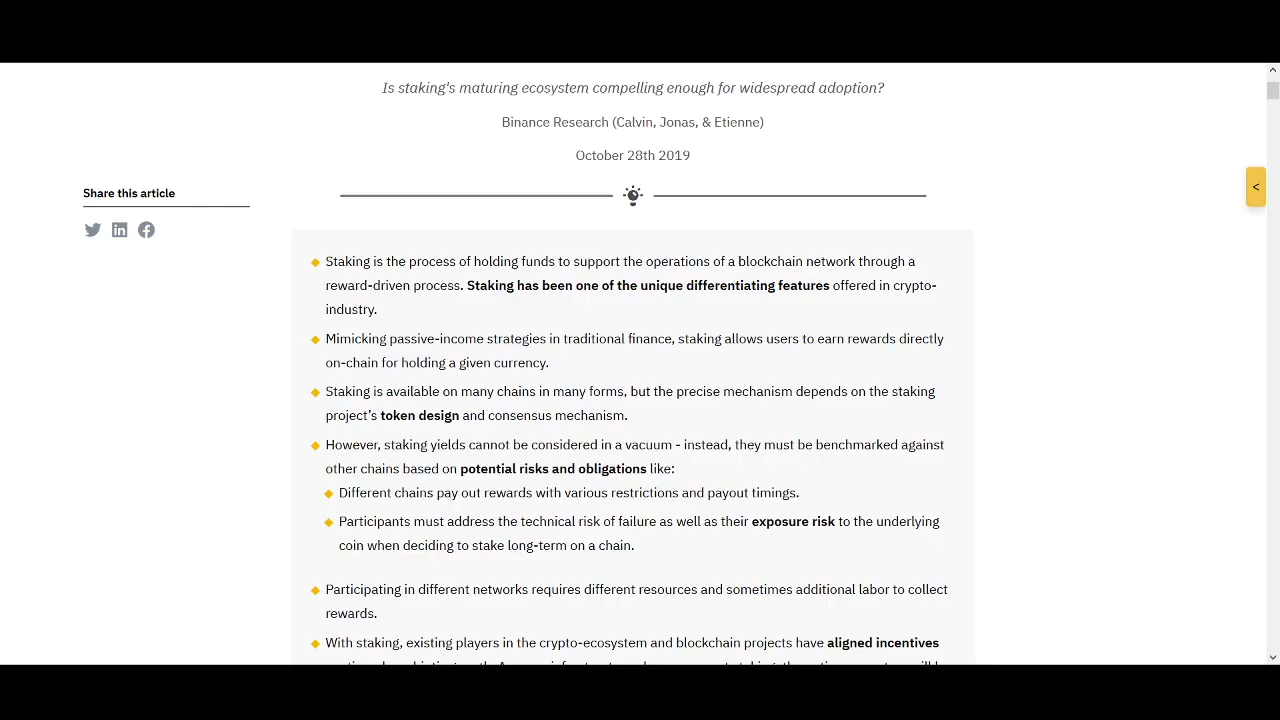 Is staking's maturing ecosystem compelling enough for widespread adoption?
Binance Research (Calvin, Jonas, & Etienne)
October 28th 2019
Share this article
<
Staking is the process of holding funds to support the operations of a blockchain network through a
reward-driven process. Staking has been one of the unique differentiating features offered in crypto-
industry.
Mimicking passive-income strategies in traditional finance, staking allows users to earn rewards directly
on-chain for holding a given currency.
Staking is available on many chains in many forms, but the precise mechanism depends on the staking
project’s token design and consensus mechanism.
However, staking yields cannot be considered in a vacuum - instead, they must be benchmarked against
other chains based on potential risks and obligations like:
Different chains pay out rewards with various restrictions and payout timings.
Participants must address the technical risk of failure as well as their exposure risk to the underlying
coin when deciding to stake long-term on a chain.
Participating in different networks requires different resources and sometimes additional labor to collect
rewards.
With staking, existing players in the crypto-ecosystem and blockchain projects have aligned incentives